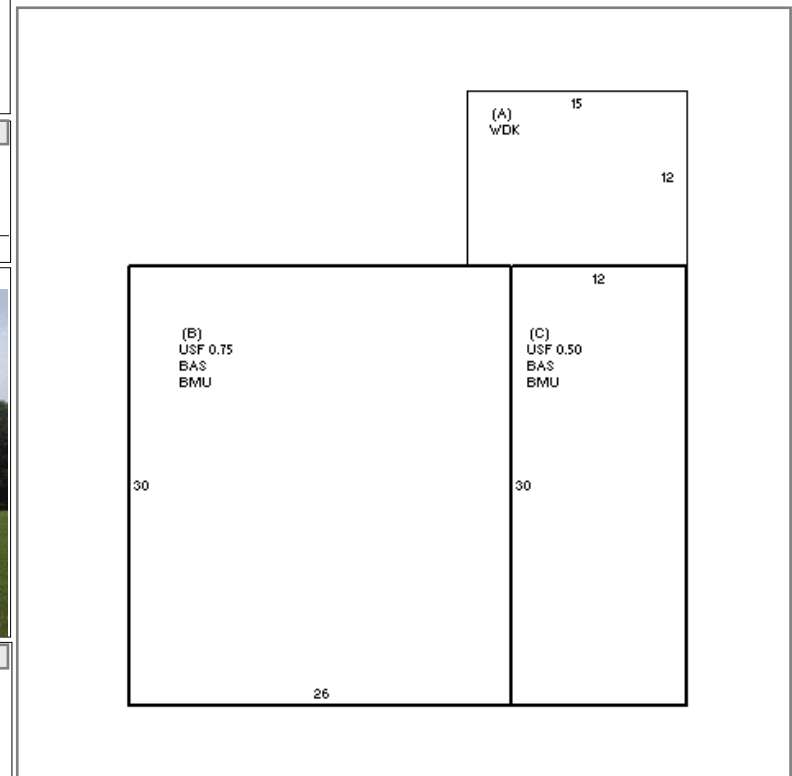 15
(A)
WDK
12
12
(B)
USF 0.75
BAS
BMU
(C)
USF 0.50
BAS
BMU
30
30
26